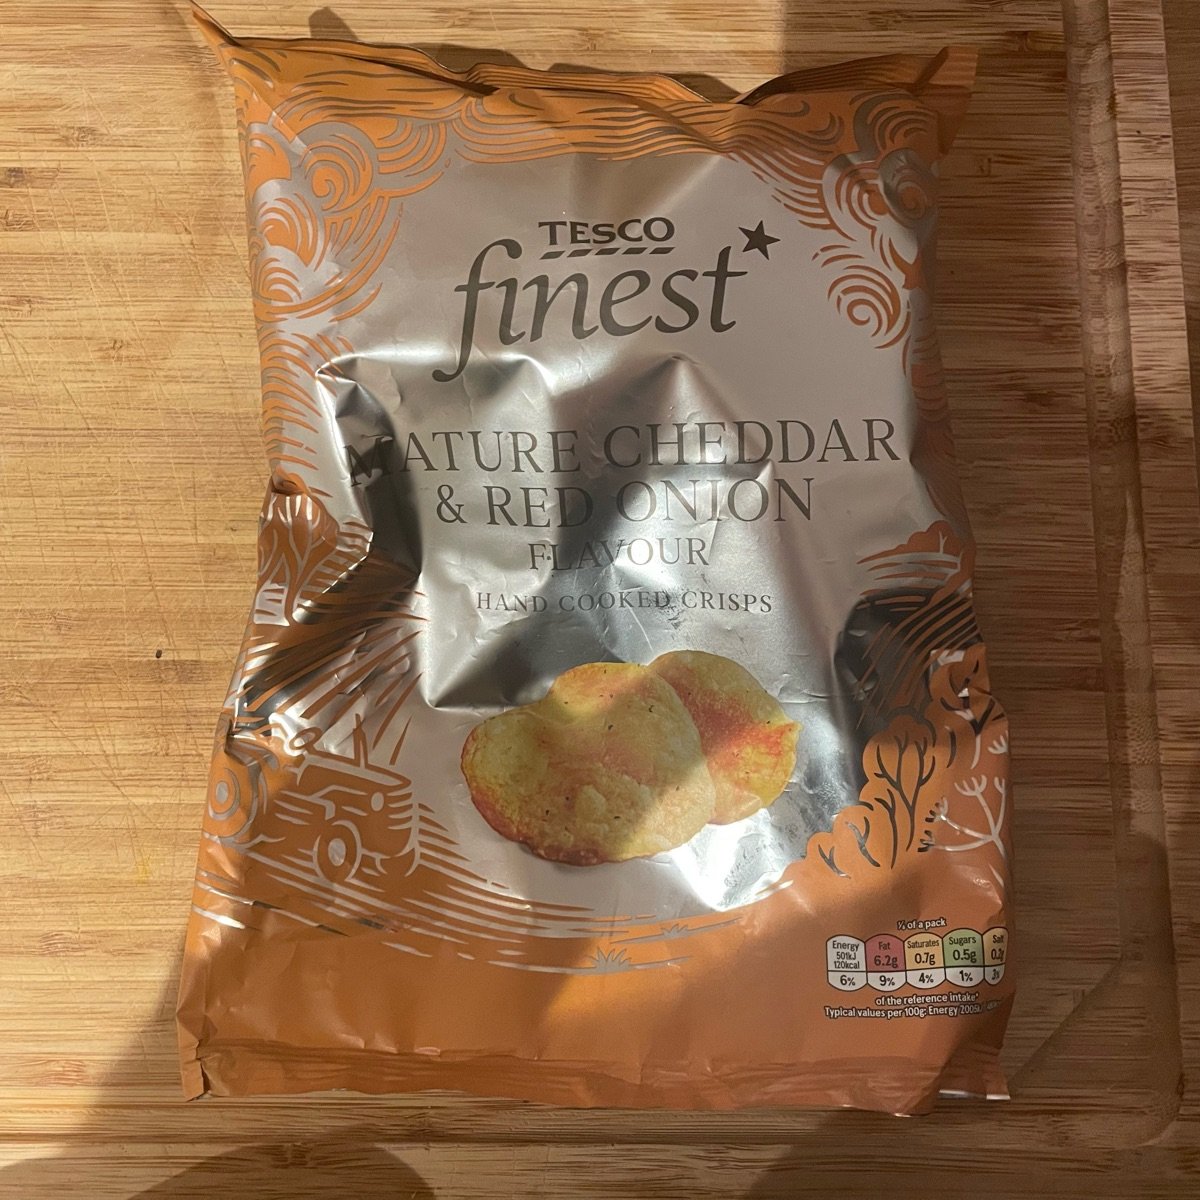 TESCO
finest
MATURE CHEDDAR
& RED ONION
FLAVOUR
HAND COOKED CRISPS
of a pack
Energy Fat Saturates Sugars Salt
501kJ
120kcal 6.2g 0.7g 0.5g
6% 9% 4% 1% 3%
of the reference intake*
Typical values per 100g: Energy